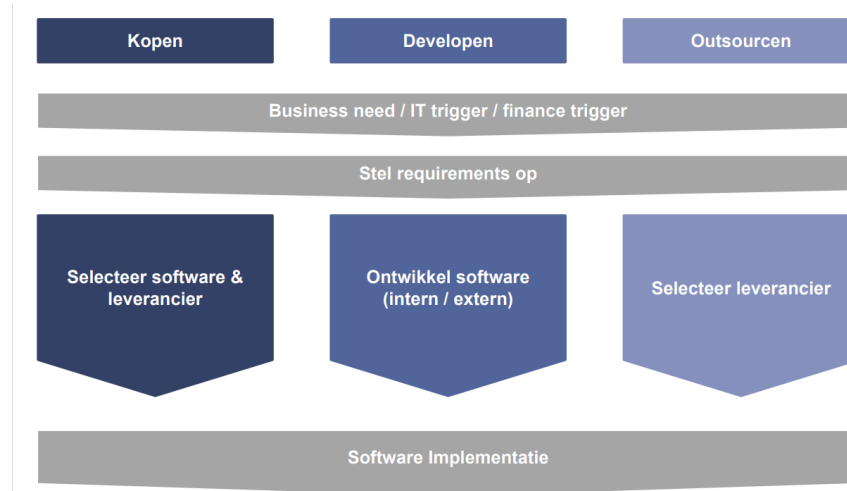 Kopen
Developen
Outsourcen
Business need / IT trigger / finance trigger
Stel requirements op
Selecteer software &
leverancier
Ontwikkel software
(intern / extern)
Selecteer leverancier
Software Implementatie